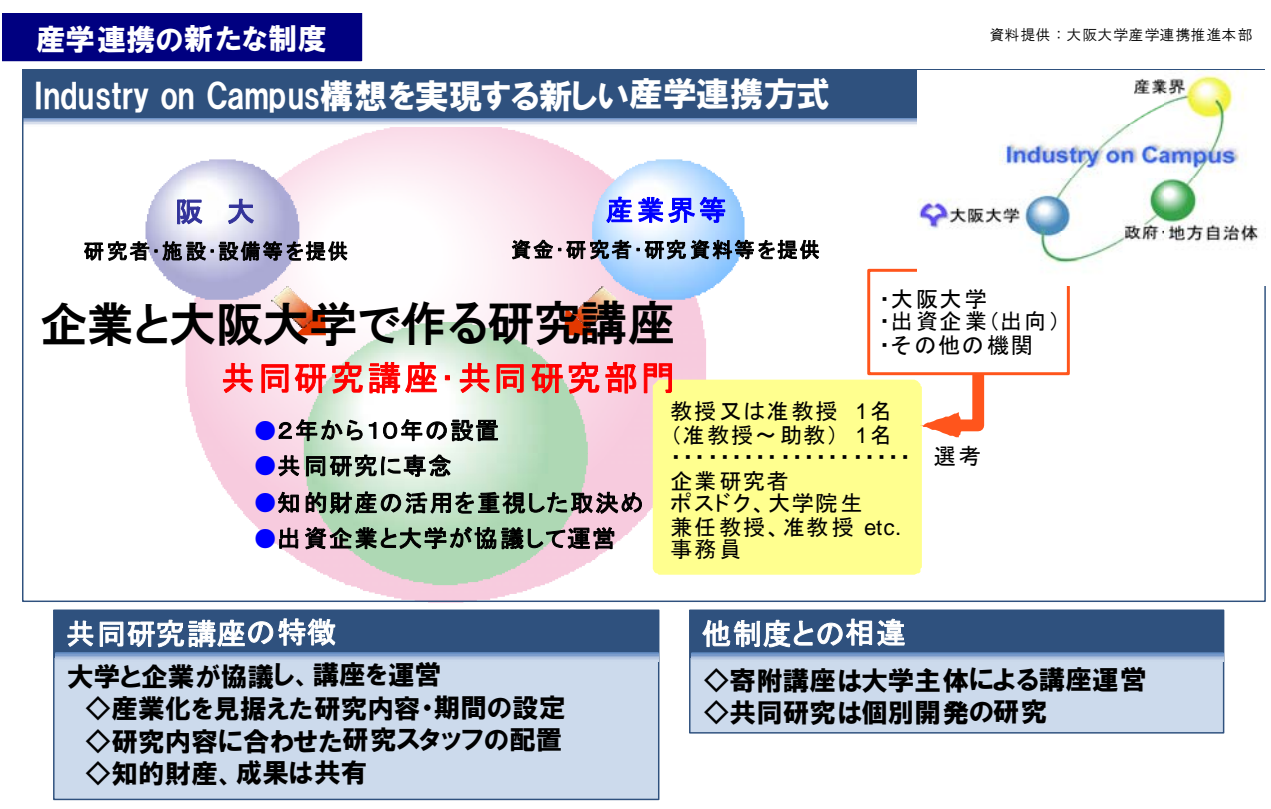 産学連携の新たな制度
資料提供:大阪大学産学連携推進本部
Industry on Campus構想を実現する新しい産学連携方式
産業界
Industry on Campus
大阪大学
政府・地方自治体
阪 大
研究者・施設・設備等を提供
産業界等
資金・研究者・研究資料等を提供
企業と大阪大学で作る研究講座
共同研究講座・共同研究部門
●2年から10年の設置
●共同研究に専念
●知的財産の活用を重視した取決め
●出資企業と大学が協議して運営
・大阪大学
・出資企業(出向)
・その他の機関
選考
教授又は准教授 1名
(准教授~助教) 1名
・・・・・・・・・・・・・・・・・・・・・
企業研究者
ポスドク、大学院生
兼任教授、准教授 etc.
事務員
共同研究講座の特徴
大学と企業が協議し、講座を運営
◇産業化を見据えた研究内容・期間の設定
◇研究内容に合わせた研究スタッフの配置
◇知的財産、成果は共有
他制度との相違
◇寄附講座は大学主体による講座運営
◇共同研究は個別開発の研究